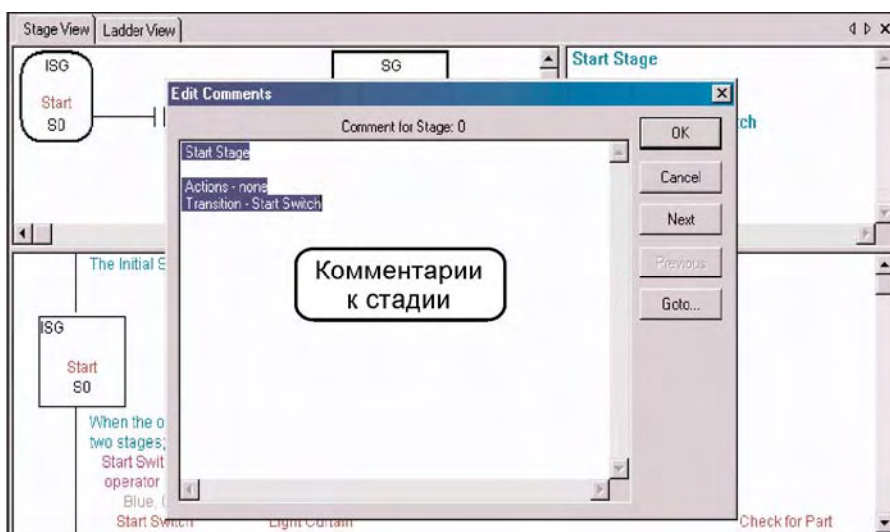 Stage View Ladder View
ISG
Start
S0
SG
Start Stage
Edit Comments
Comment for Stage: 0
Start Stage
Actions - none
Transition - Start Switch
OK
Cancel
Next
Previous
Goto...
Комментарии
к стадии
The Initial
ISG
Start
S0
When the
two stages;
Start
operator
Blue,
Start Switch Light Curtain Check for Part